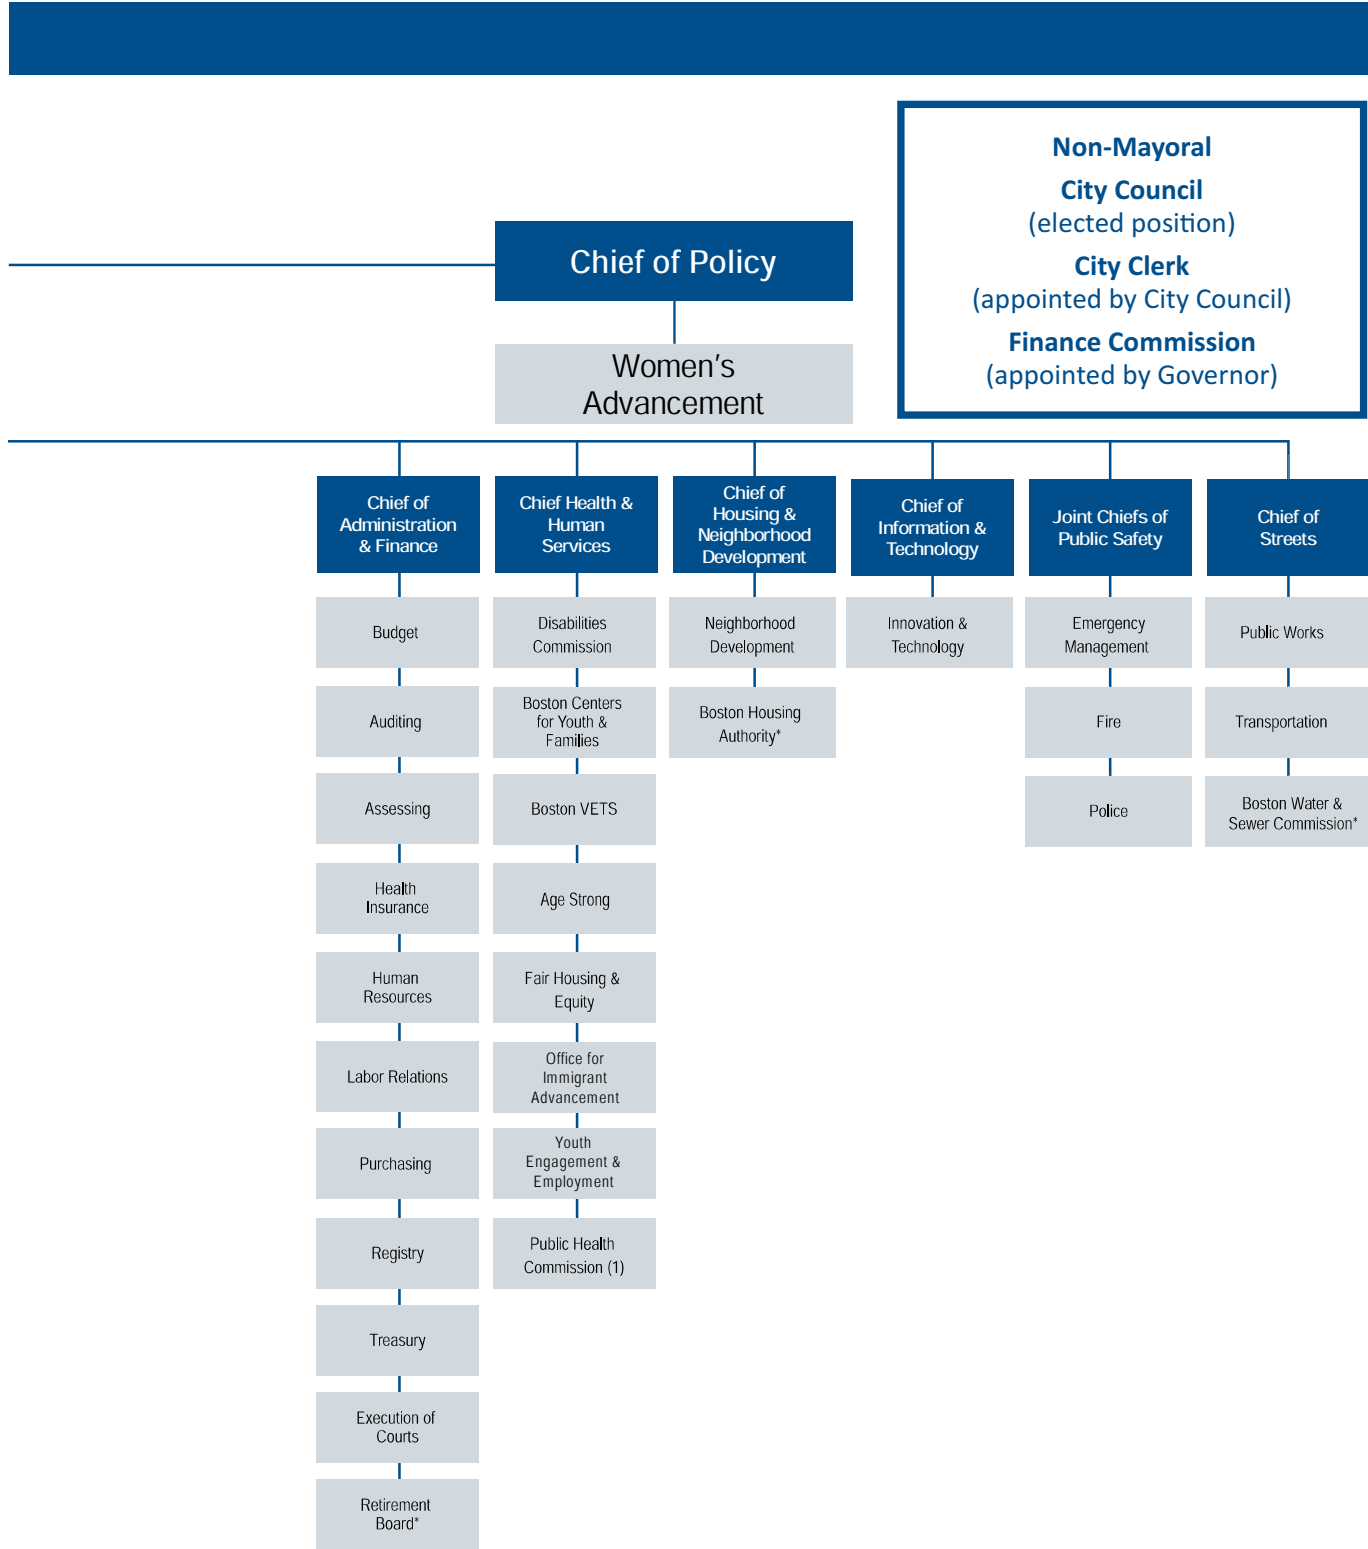 Non-Mayoral
City Council
(elected position)
City Clerk
(appointed by City Council)
Finance Commission
(appointed by Governor)
Chief of Policy
Women's
Advancement
Chief of
Administration
& Finance
Budget
Auditing
Assessing
Health
Insurance
Human
Resources
Labor Relations
Purchasing
Registry
Treasury
Execution of
Courts
Retirement
Board*
Chief Health &
Human
Services
Disabilities
Commission
Boston Centers
for Youth &
Families
Boston VETS
Age Strong
Fair Housing &
Equity
Office for
Immigrant
Advancement
Youth
Engagement &
Employment
Public Health
Commission (1)
Chief of
Housing &
Neighborhood
Development
Neighborhood
Development
Boston Housing
Authority*
Chief of
Information &
Technology
Innovation &
Technology
Joint Chiefs of
Public Safety
Emergency
Management
Fire
Police
Chief of
Streets
Public Works
Transportation
Boston Water &
Sewer Commission*